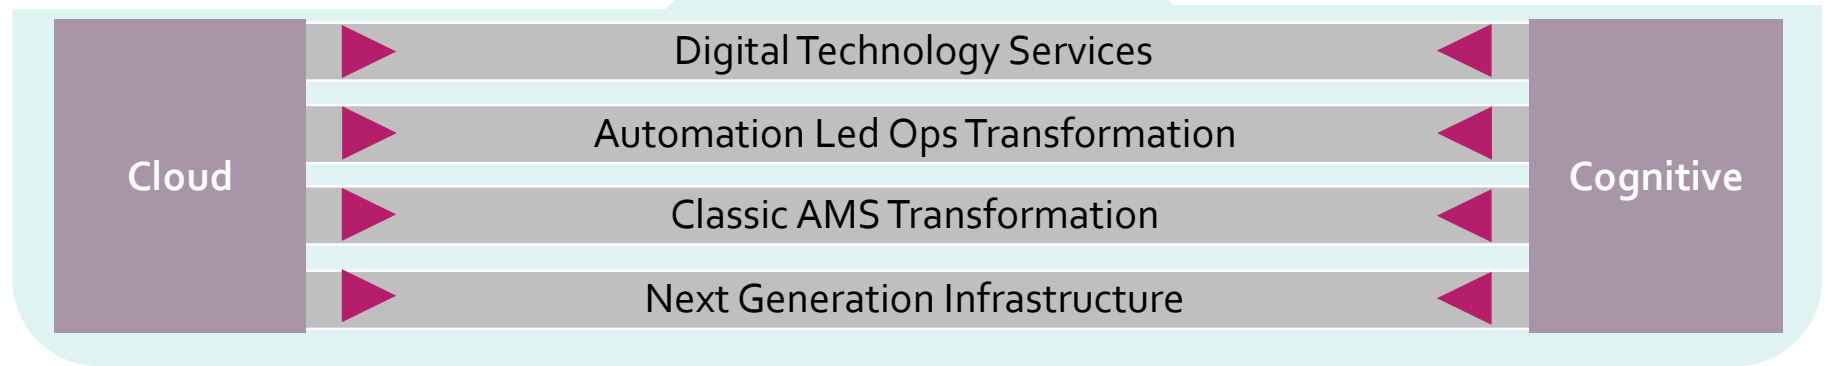 Digital Technology Services
Automation Led Ops Transformation
Cloud
Cognitive
Classic AMS Transformation
Next Generation Infrastructure